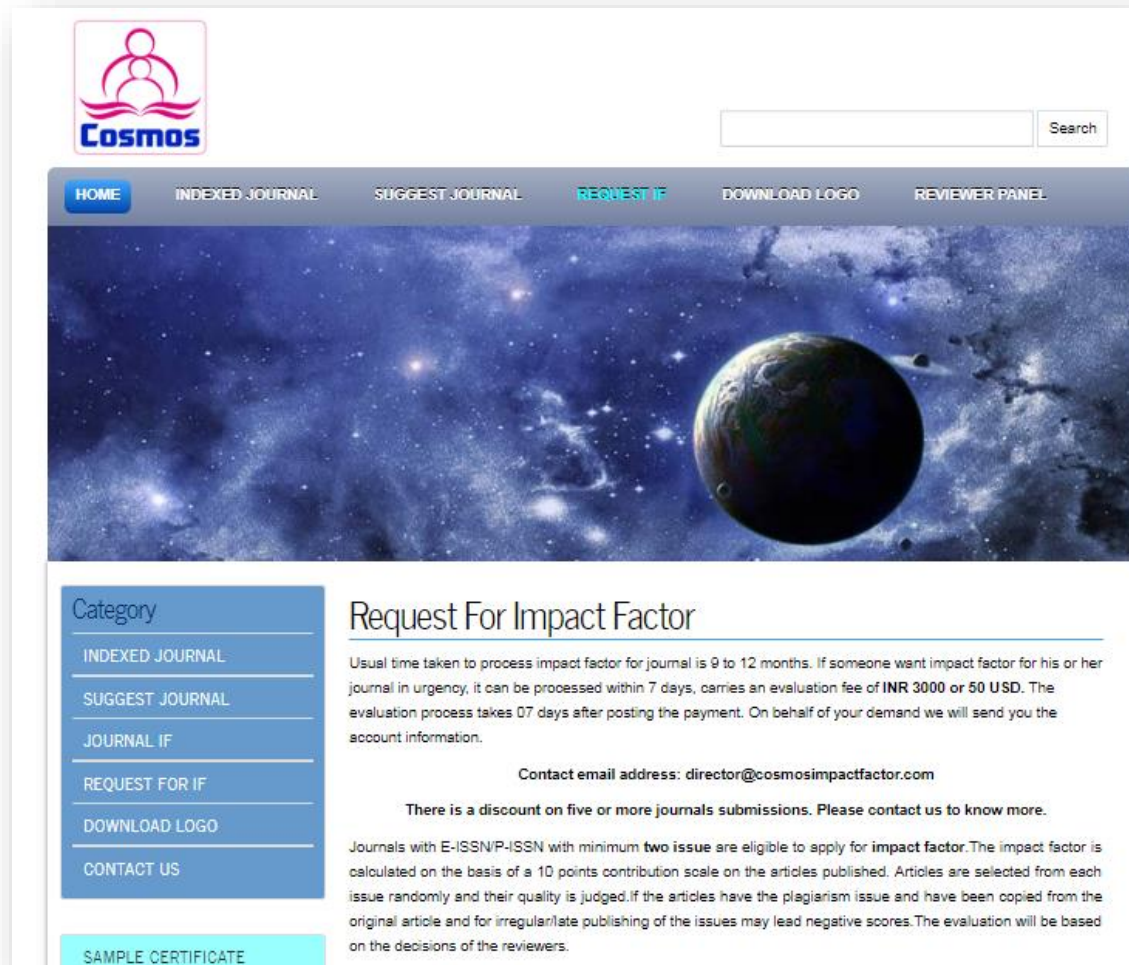 Cosmos
Search
HOME
INDEXED JOURNAL
SUGGEST JOURNAL
REQUEST IF
DOWNLOAD LOGO
REVIEWER PANEL
Category
INDEXED JOURNAL
SUGGEST JOURNAL
JOURNAL IF
REQUEST FOR IF
DOWNLOAD LOGO
CONTACT US
SAMPLE CERTIFICATE
Request For Impact Factor
Usual time taken to process impact factor for journal is 9 to 12 months. If someone want impact factor for his or her
journal in urgency, it can be processed within 7 days, carries an evaluation fee of INR 3000 or 50 USD. The
evaluation process takes 07 days after posting the payment. On behalf of your demand we will send you the
account information.
Contact email address: director@cosmosimpactfactor.com
There is a discount on five or more journals submissions. Please contact us to know more.
Journals with E-ISSN/P-ISSN with minimum two issue are eligible to apply for impact factor.The impact factor is
calculated on the basis of a 10 points contribution scale on the articles published. Articles are selected from each
issue randomly and their quality is judged.If the articles have the plagiarism issue and have been copied from the
original article and for irregular/late publishing of the issues may lead negative scores.The evaluation will be based
on the decisions of the reviewers.